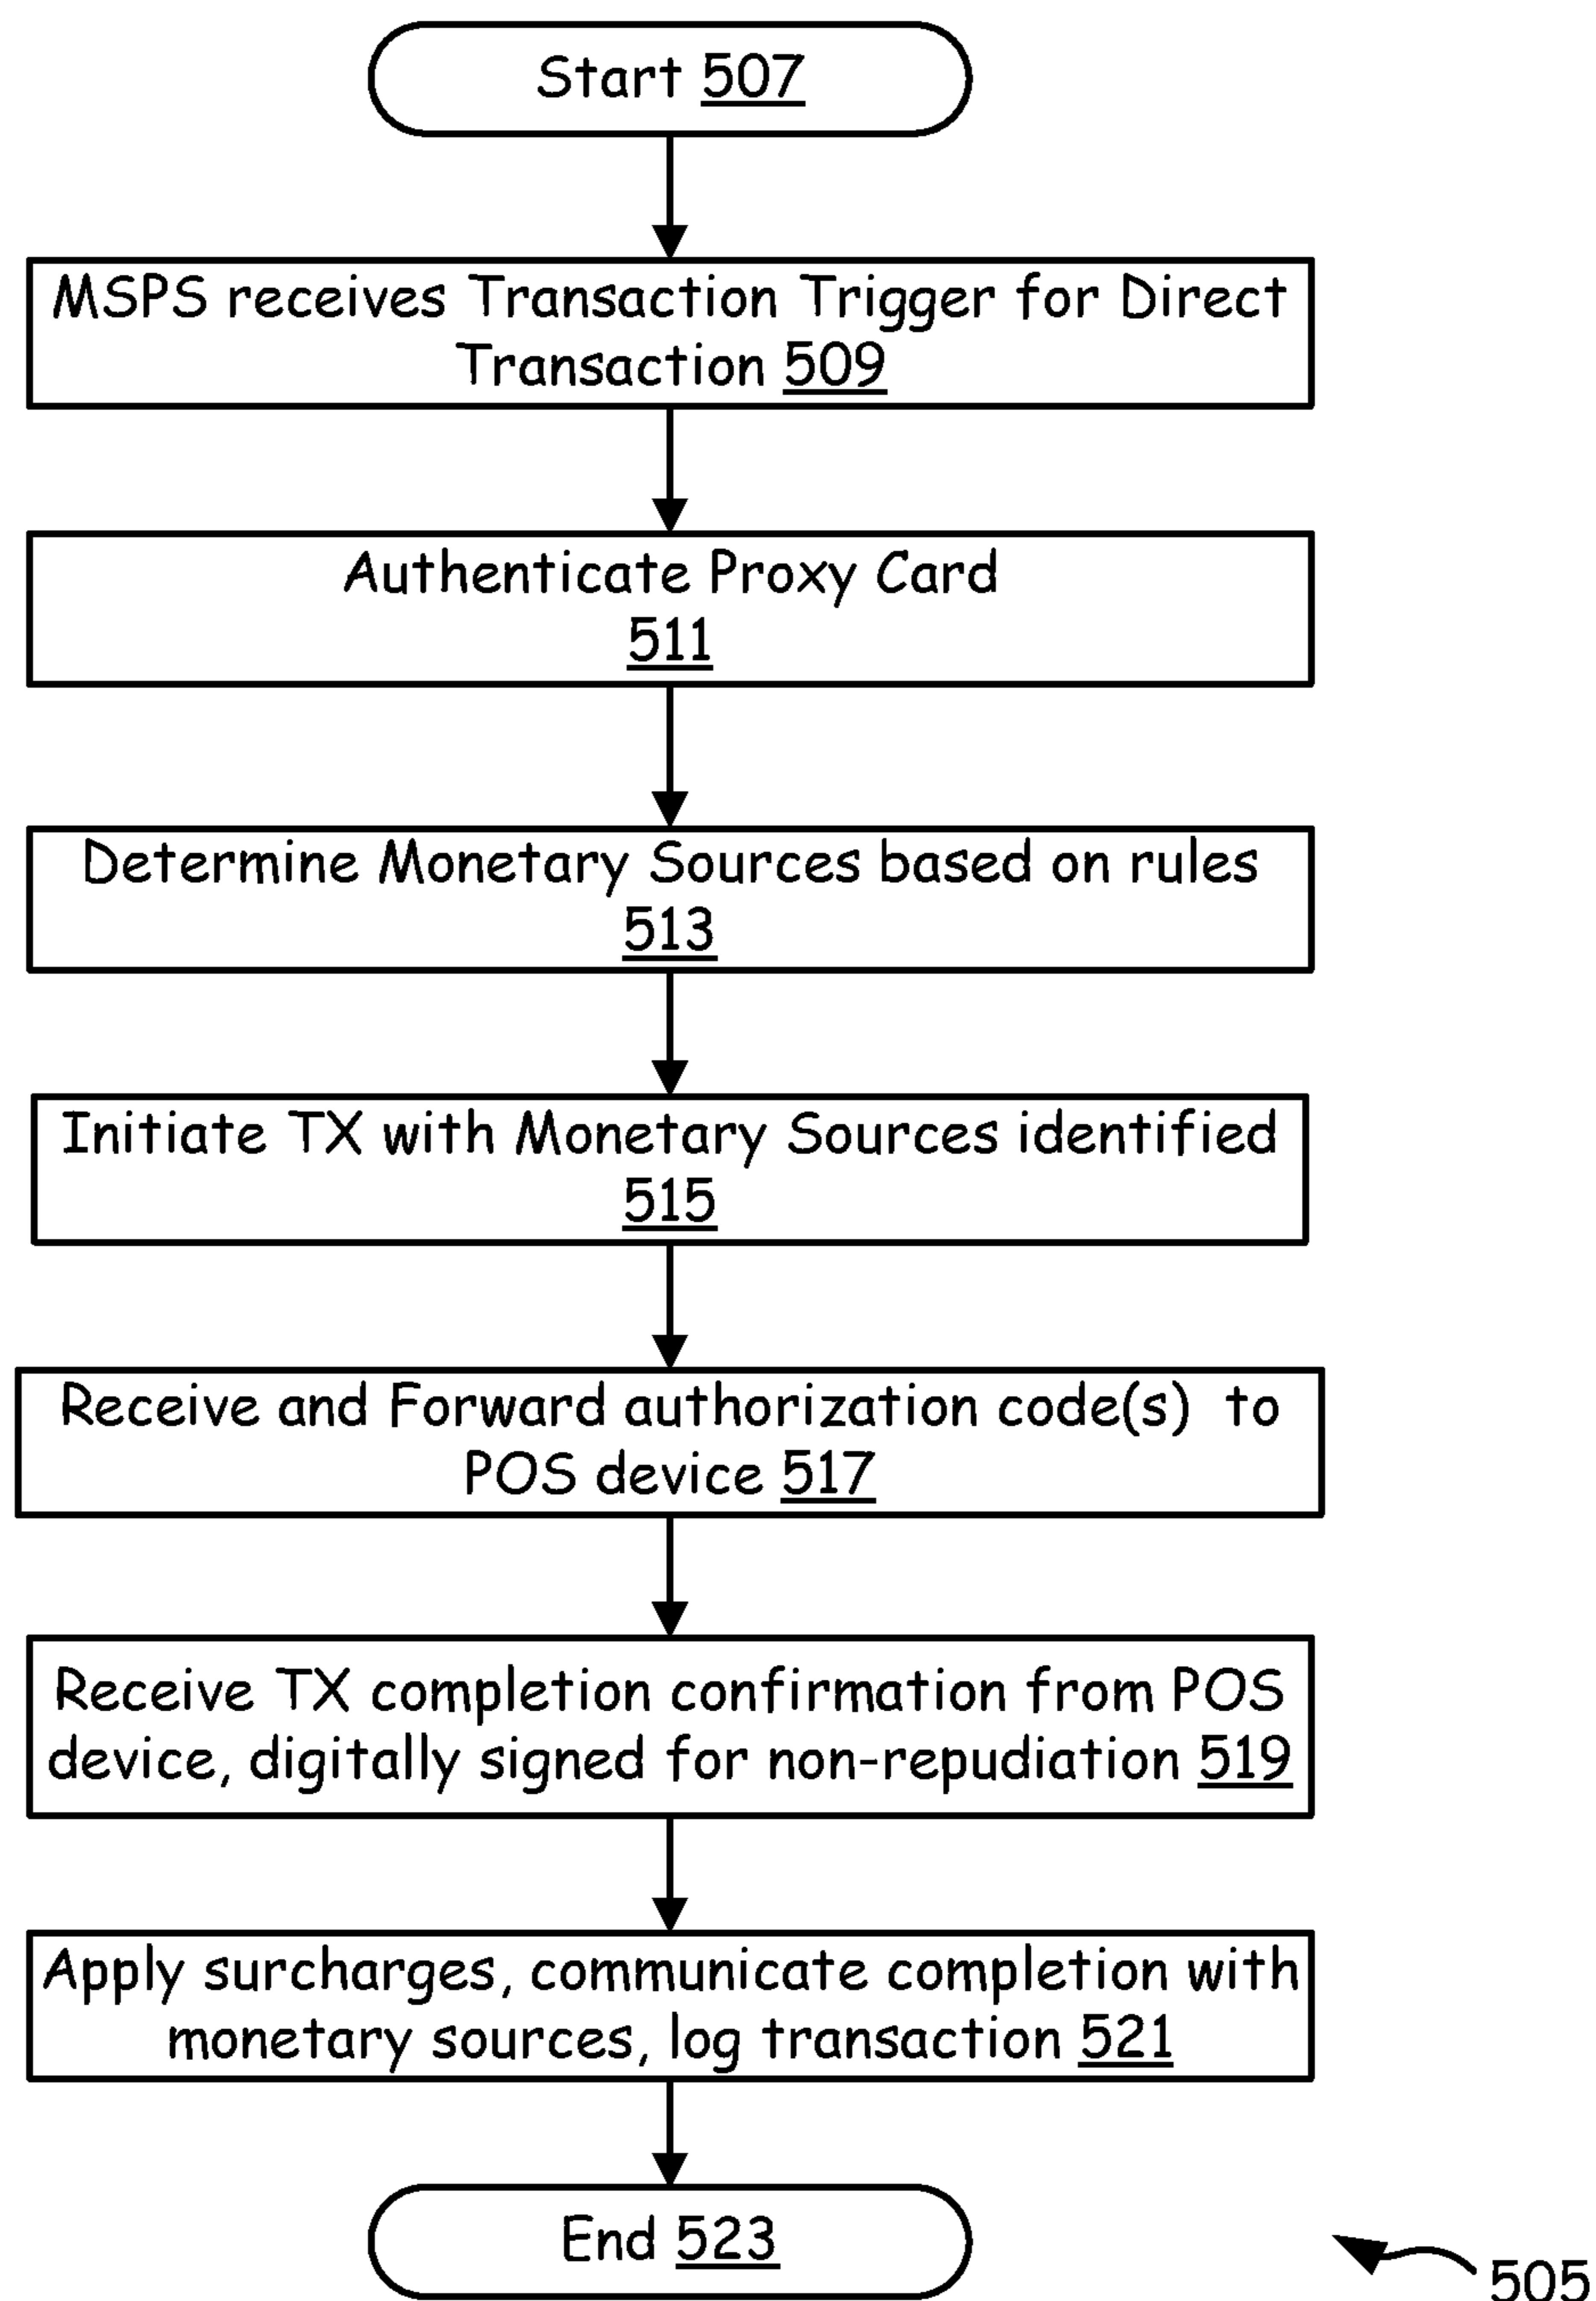 Start 507
MSPS receives Transaction Trigger for Direct
Transaction 509
Authenticate Proxy Card
511
Determine Monetary Sources based on rules
513
Initiate TX with Monetary Sources identified
515
Receive and Forward authorization code(s) to
POS device 517
Receive TX completion confirmation from POS
device, digitally signed for non-repudiation 519
Apply surcharges, communicate completion with
monetary sources, log transaction 521
End 523
505